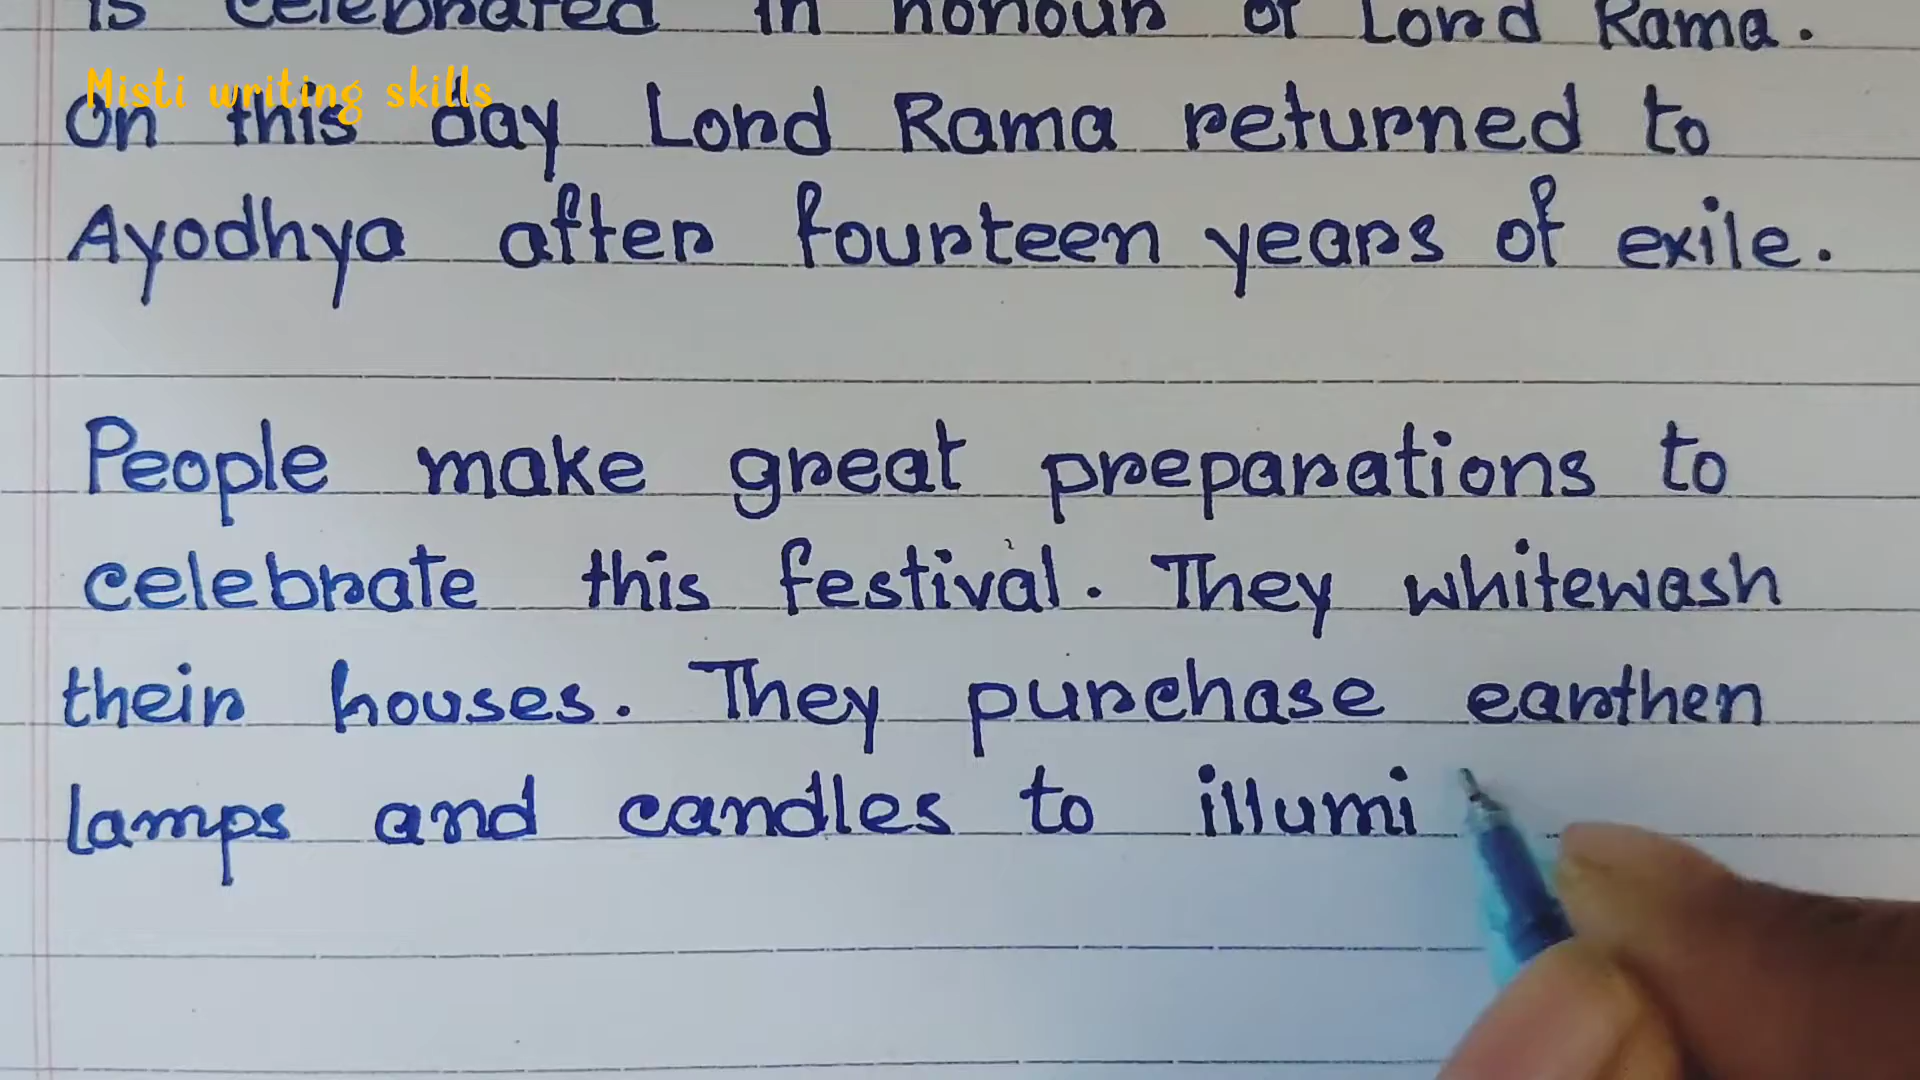 is celebrated in honour of Lord Rama.
Misti writing skills
On this day Lord Rama returned to
Ayodhya after fourteen years of exile.
People make great preparations to
celebrate this festival. They whitewash
their houses. They purchase earthen
lamps and candles to illumi